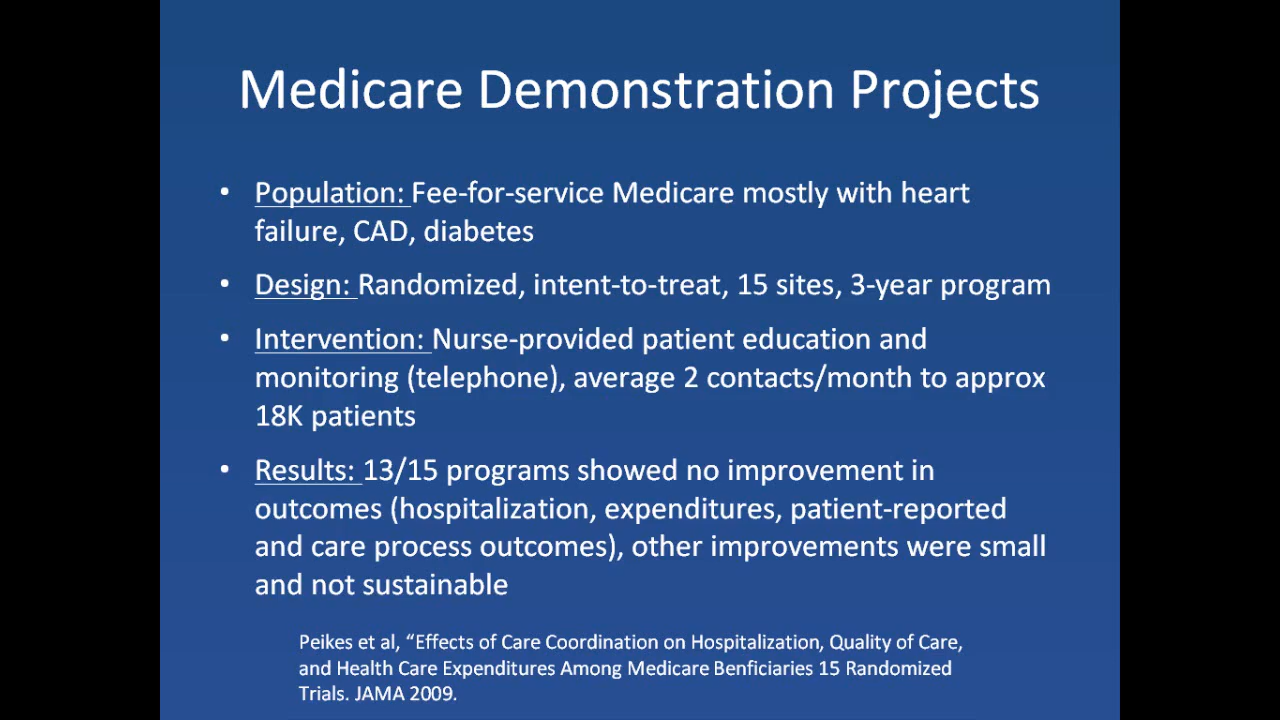 Medicare Demonstration Projects
• Population: Fee-for-service Medicare mostly with heart
failure, CAD, diabetes
• Design: Randomized, intent-to-treat, 15 sites, 3-year program
• Intervention: Nurse-provided patient education and
monitoring (telephone), average 2 contacts/month to approx
18K patients
• Results: 13/15 programs showed no improvement in
outcomes (hospitalization, expenditures, patient-reported
and care process outcomes), other improvements were small
and not sustainable
Peikes et al, “Effects of Care Coordination on Hospitalization, Quality of Care,
and Health Care Expenditures Among Medicare Benficiaries 15 Randomized
Trials. JAMA 2009.